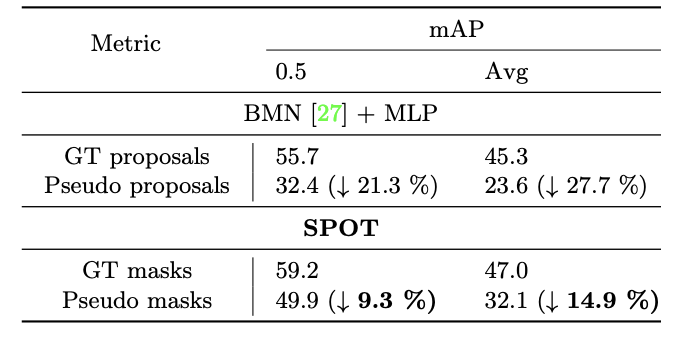 Metric mAP
0.5 Avg
BMN [27] + MLP
GT proposals 55.7 45.3
Pseudo proposals 32.4 (↓ 21.3 %) 23.6 (↓ 27.7 %)
SPOT
GT masks 59.2 47.0
Pseudo masks 49.9 (↓ 9.3 %) 32.1 (↓ 14.9 %)